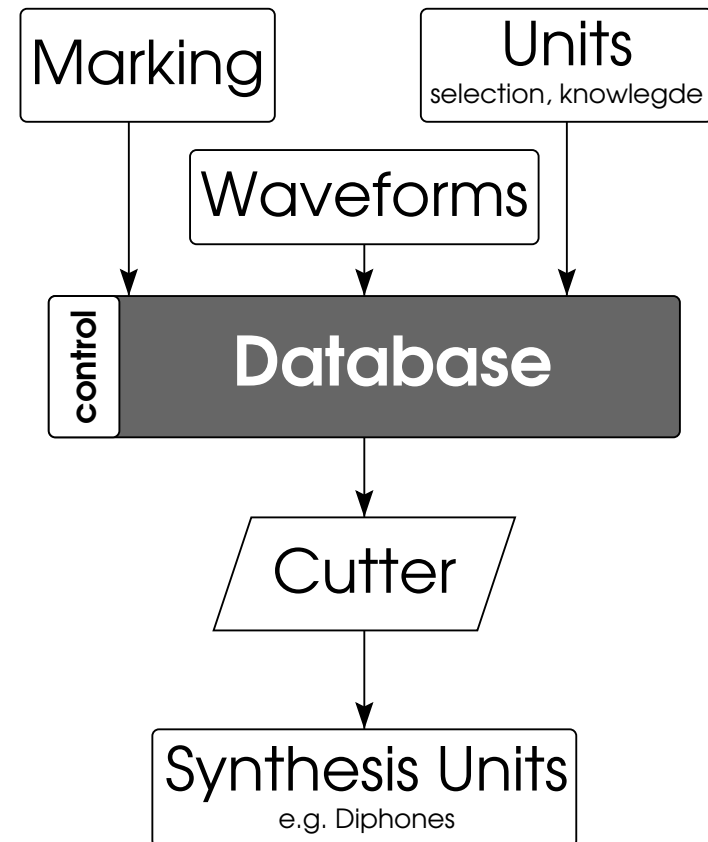 Marking
Units
selection, knowlegde
Waveforms
control
Database
Cutter
Synthesis Units
e.g. Diphones